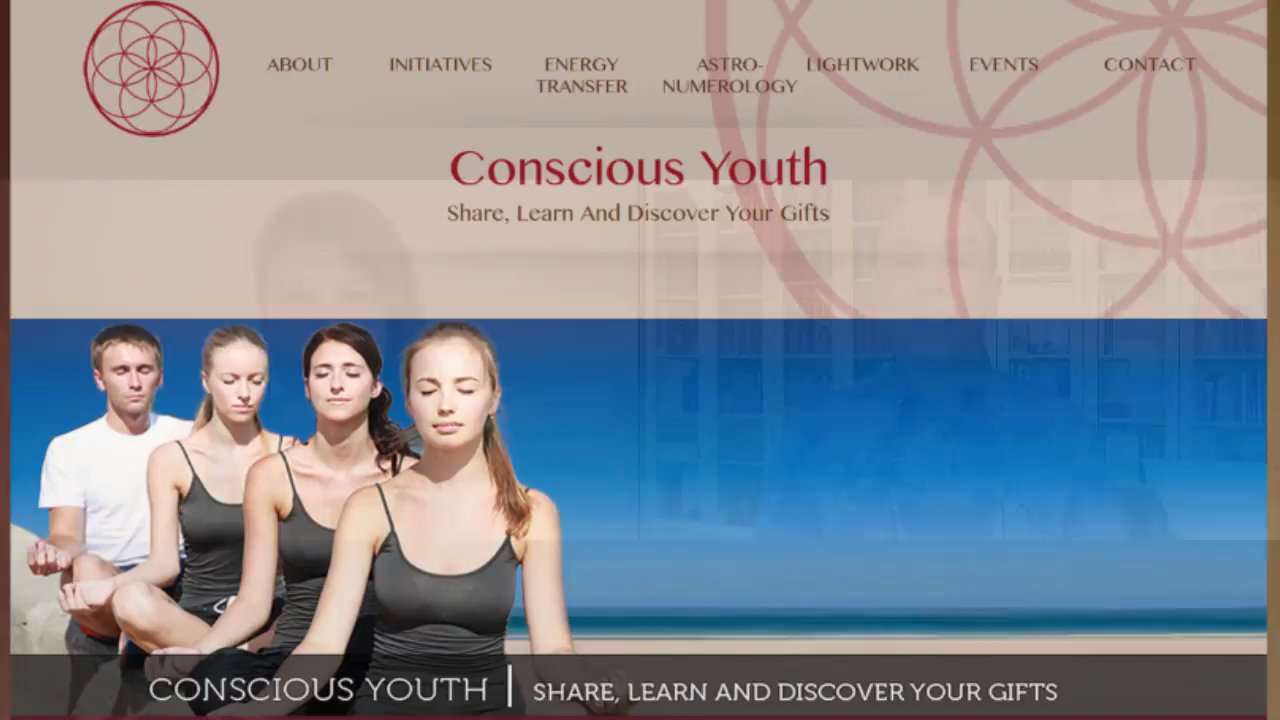 ABOUT INITIATIVES ENERGY TRANSFER ASTRO-NUMEROLOGY LIGHTWORK EVENTS CONTACT
Conscious Youth
Share, Learn And Discover Your Gifts
CONSCIOUS YOUTH | SHARE, LEARN AND DISCOVER YOUR GIFTS